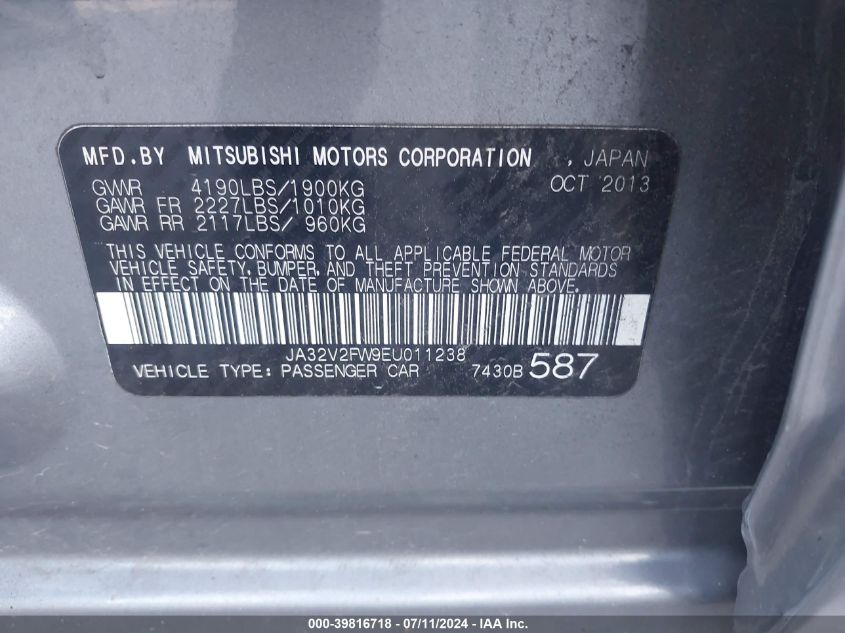 MFD.BY MITSUBISHI MOTORS CORPORATION , JAPAN
GVWR 4190LBS/1900KG OCT 2013
GAWR FR 2227LBS/1010KG
GAWR RR 2117LBS/ 960KG
THIS VEHICLE CONFORMS TO ALL APPLICABLE FEDERAL MOTOR
VEHICLE SAFETY, BUMPER, AND THEFT PREVENTION STANDARDS
IN EFFECT ON THE DATE OF MANUFACTURE SHOWN ABOVE.
JA32V2FW9EU011238
VEHICLE TYPE: PASSENGER CAR 7430B 587
000-39816718 - 07/11/2024 - IAA Inc.